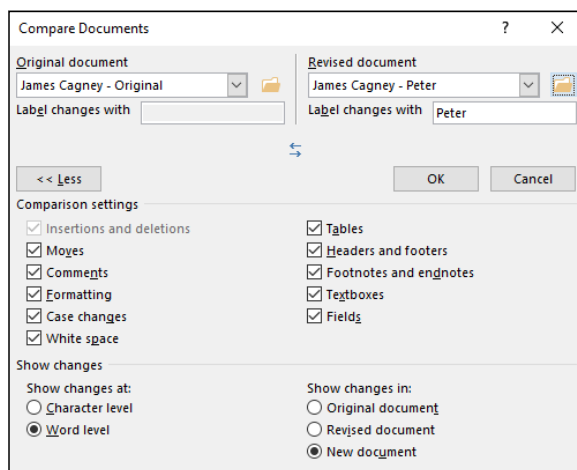 Compare Documents ?
Original document Revised document
James Cagney - Original James Cagney - Peter
Label changes with Label changes with Peter
<< Less OK Cancel
Comparison settings
Insertions and deletions Tables
Moves Headers and footers
Comments Footnotes and endnotes
Formatting Textboxes
Case changes Fields
White space
Show changes
Show changes at: Show changes in:
Character level Original document
Word level Revised document
New document